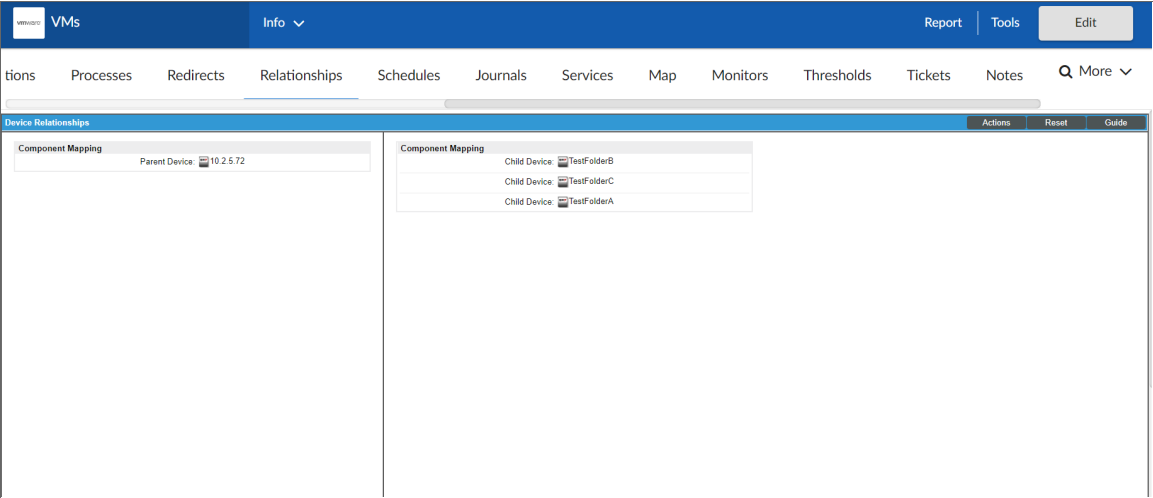 vmware VMs Info Report Tools Edit
tions Processes Redirects Relationships Schedules Journals Services Map Monitors Thresholds Tickets Notes More
Device Relationships Actions Reset Guide
Component Mapping
Parent Device: 10.2.5.72
Component Mapping
Child Device: TestFolderB
Child Device: TestFolderC
Child Device: TestFolderA